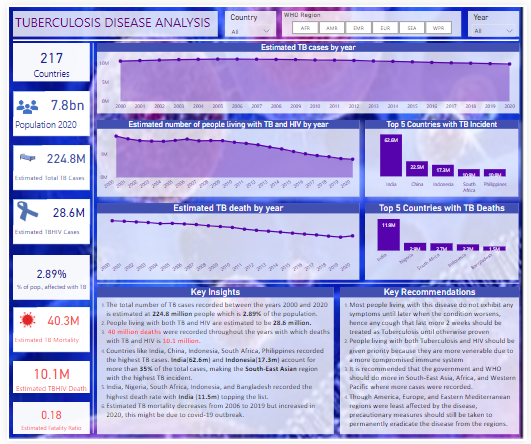 TUBERCULOSIS DISEASE ANALYSIS
Country
All
WHO Region
AFR AMR EMR EUR SEA WPR
Year
All
217
Countries
7.8bn
Population 2020
224.8M
Estimated Total TB Cases
28.6M
Estimated TBHIV Cases
2.89%
% of pop., affected with TB
40.3M
Estimated TB Mortality
10.1M
Estimated TBHIV Death
0.18
Estimated Fatality Ratio
Estimated TB cases by year
10M
2000 2001 2002 2003 2004 2005 2006 2007 2008 2009 2010 2011 2012 2013 2014 2015 2016 2017 2018 2019 2020
Estimated number of people living with TB and HIV by year
Top 5 Countries with TB Incident
62.6M
22.5M
17.3M
India China Indonesia South Africa Philippines
Estimated TB death by year
Top 5 Countries with TB Deaths
India Nigeria South Africa Indonesia Bangladesh
Key Insights
1. The total number of TB cases recorded between the years 2000 and 2020
is estimated at 224.8 million people which is 2.89% of the population.
2. People living with both TB and HIV are estimated to be 28.6 million.
3. 40 million deaths were recorded throughout the years with which deaths
with TB and HIV is 10.1 million.
4. Countries like India, China, Indonesia, South Africa, Philippines recorded
the highest TB cases. India(62.6m) and Indonesia(17.3m) account for
more than 35% of the total cases, making the South-East Asian region
with the highest TB incident.
5. India, Nigeria, South Africa, Indonesia, and Bangladesh recorded the
highest death rate with India (11.5m) topping the list.
6. Estimated TB mortality decreases from 2006 to 2019 but increased in
2020, this might be due to covid-19 outbreak.
Key Recommendations
1. Most people living with this disease do not exhibit any
symptoms until later when the condition worsens,
hence any cough that last more 2 weeks should be
treated as Tuberculosis until otherwise proven
2. People living with both Tuberculosis and HIV should be
given priority because they are more venerable due to
a more compromised immune system
3. It is recommended that the government and WHO
should do more in South-East Asia, Africa, and Western
Pacific where more cases were recorded.
4. Though America, Europe, and Eastern Mediterranean
regions were least affected by the disease,
precautionary measures should still be taken to
permanently eradicate the disease from the regions.